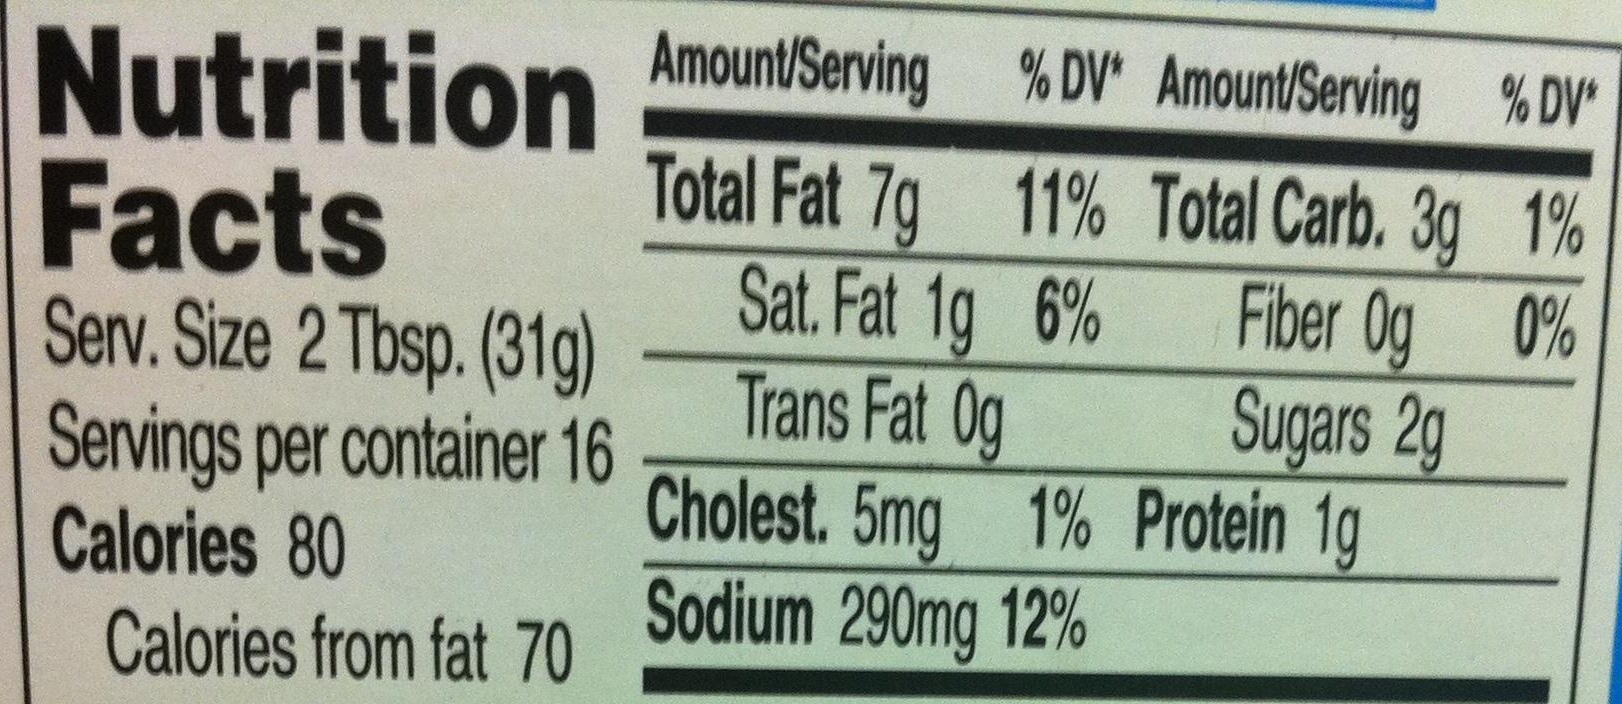 Nutrition
Facts
Serv. Size 2 Tbsp. (31g)
Servings per container 16
Calories 80
Calories from fat 70
Amount/Serving % DV* Amount/Serving % DV*
Total Fat 7g 11% Total Carb. 3g 1%
Sat. Fat 1g 6% Fiber 0g 0%
Trans Fat 0g Sugars 2g
Cholest. 5mg 1% Protein 1g
Sodium 290mg 12%